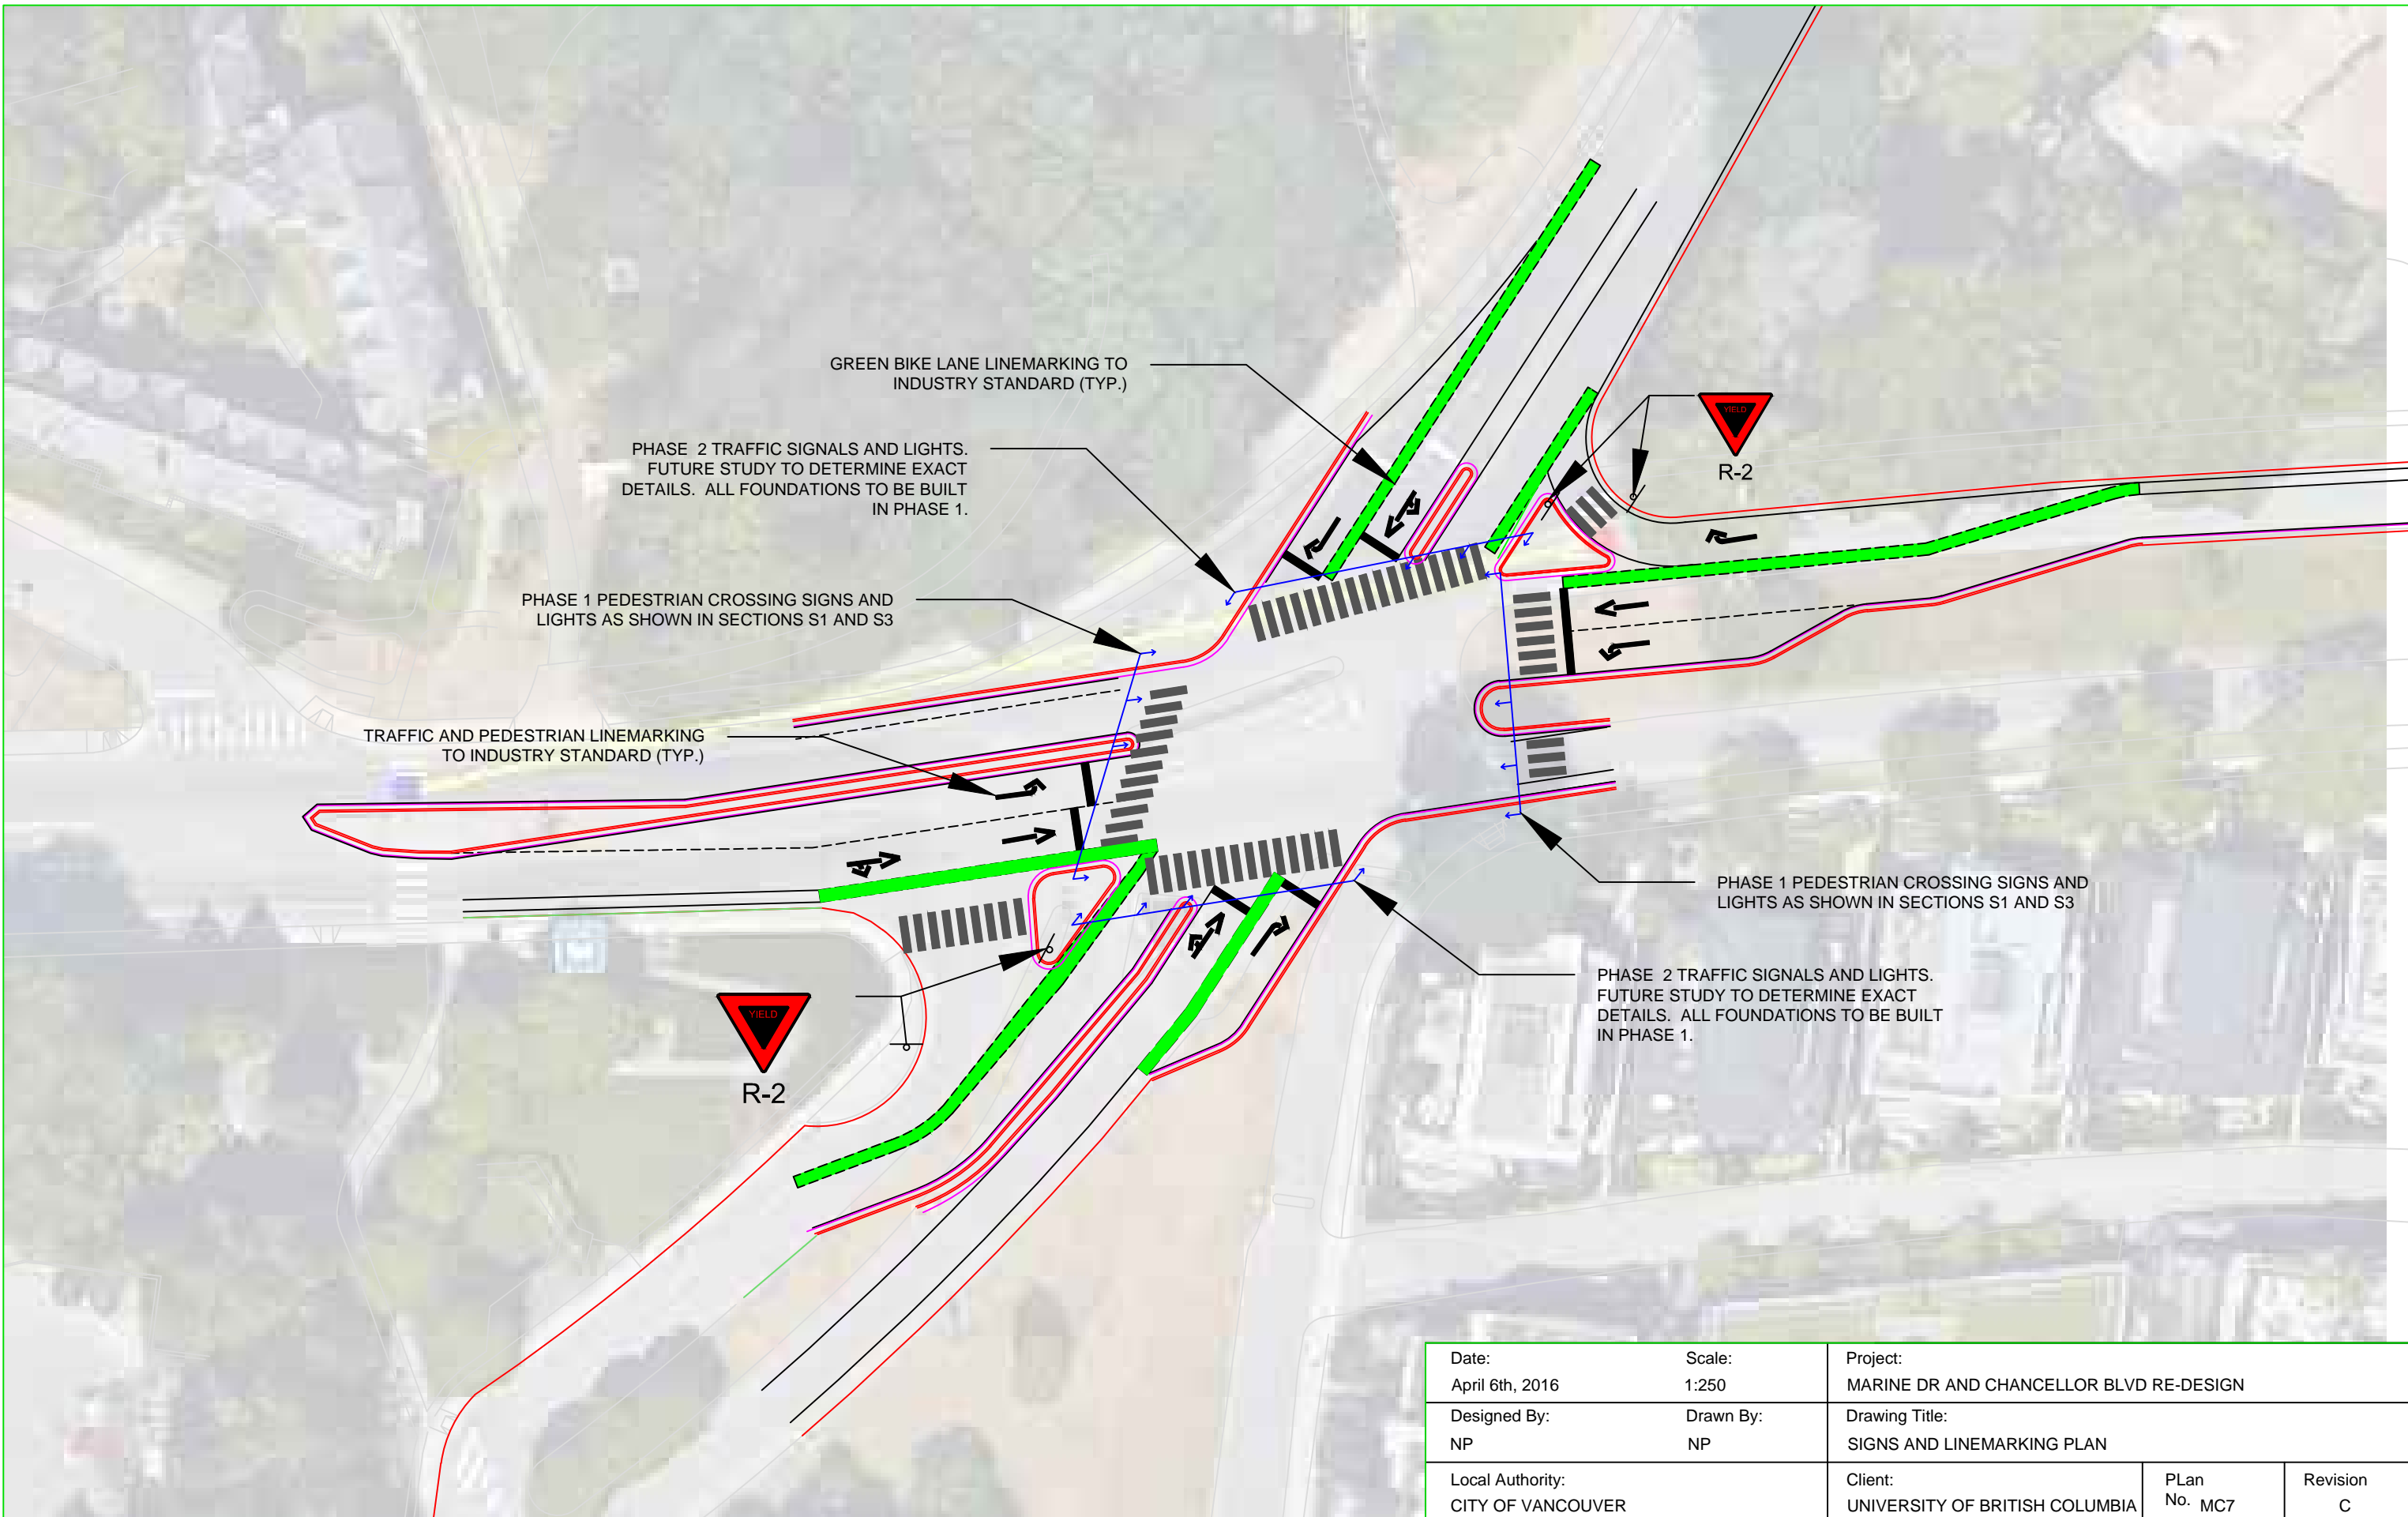 GREEN BIKE LANE LINEMARKING TO
INDUSTRY STANDARD (TYP.)
YIELD
R-2
PHASE 2 TRAFFIC SIGNALS AND LIGHTS.
FUTURE STUDY TO DETERMINE EXACT
DETAILS. ALL FOUNDATIONS TO BE BUILT
IN PHASE 1.
PHASE 1 PEDESTRIAN CROSSING SIGNS AND
LIGHTS AS SHOWN IN SECTIONS S1 AND S3
TRAFFIC AND PEDESTRIAN LINEMARKING
TO INDUSTRY STANDARD (TYP.)
PHASE 1 PEDESTRIAN CROSSING SIGNS AND
LIGHTS AS SHOWN IN SECTIONS S1 AND S3
PHASE 2 TRAFFIC SIGNALS AND LIGHTS.
FUTURE STUDY TO DETERMINE EXACT
DETAILS. ALL FOUNDATIONS TO BE BUILT
IN PHASE 1.
YIELD
R-2
Date:
April 6th, 2016
Scale:
1:250
Project:
MARINE DR AND CHANCELLOR BLVD RE-DESIGN
Designed By:
NP
Drawn By:
NP
Drawing Title:
SIGNS AND LINEMARKING PLAN
Local Authority:
CITY OF VANCOUVER
Client:
UNIVERSITY OF BRITISH COLUMBIA
PLan
No. MC7
Revision
C